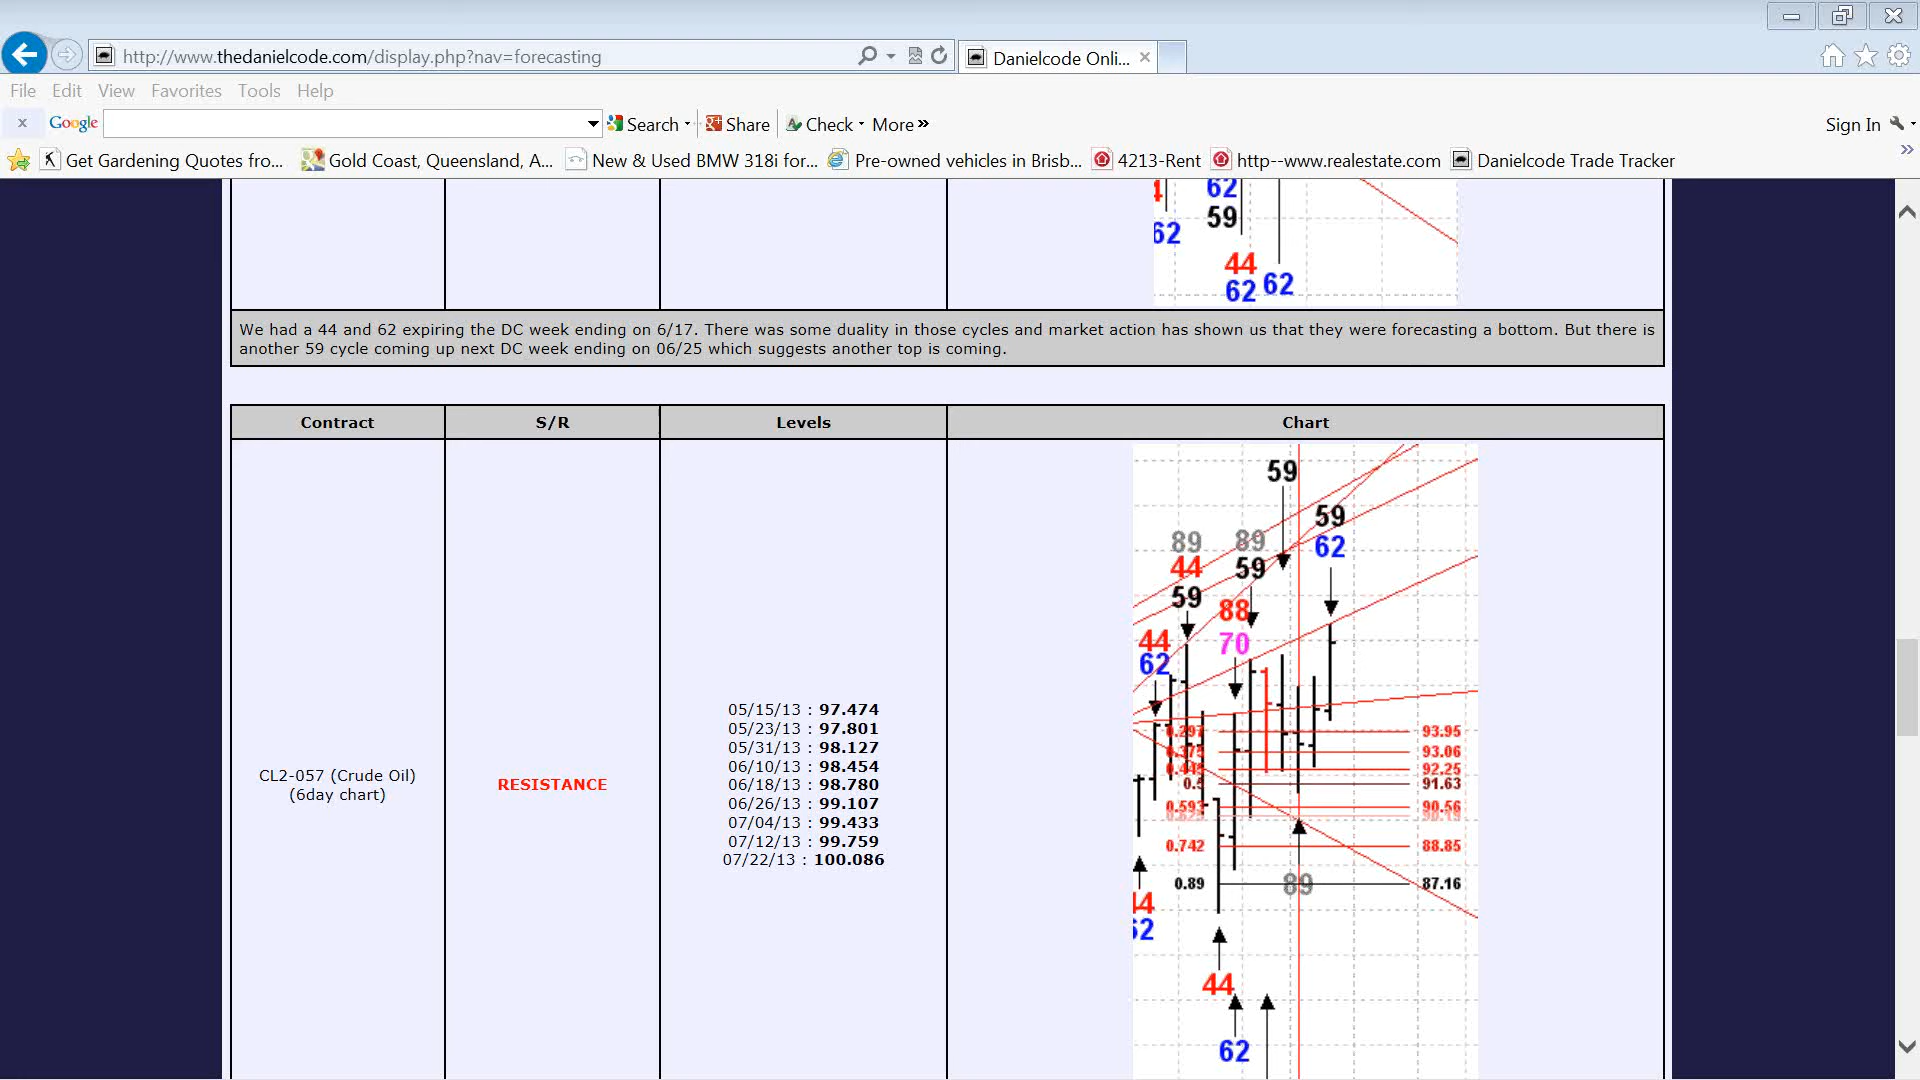 http://www.thedanielcode.com/display.php?nav=forecasting
Danielcode Onli...
File Edit View Favorites Tools Help
x Google Search Share Check More »
Sign In
Get Gardening Quotes fro... Gold Coast, Queensland, A... New & Used BMW 318i for... Pre-owned vehicles in Brisb... 4213-Rent http--www.realestate.com Danielcode Trade Tracker »
62
59
62
44
62 62
We had a 44 and 62 expiring the DC week ending on 6/17. There was some duality in those cycles and market action has shown us that they were forecasting a bottom. But there is
another 59 cycle coming up next DC week ending on 06/25 which suggests another top is coming.
Contract S/R Levels Chart
CL2-057 (Crude Oil)
(6day chart)
RESISTANCE
05/15/13 : 97.474
05/23/13 : 97.801
05/31/13 : 98.127
06/10/13 : 98.454
06/18/13 : 98.780
06/26/13 : 99.107
07/04/13 : 99.433
07/12/13 : 99.759
07/22/13 : 100.086
59
59
62
89 89
44 59
59 88
44 70
62
0.297 93.95
0.375 93.06
0.445 92.25
0.5 91.63
0.593 90.56
0.742 88.85
0.89 89 87.16
44
62
44
62